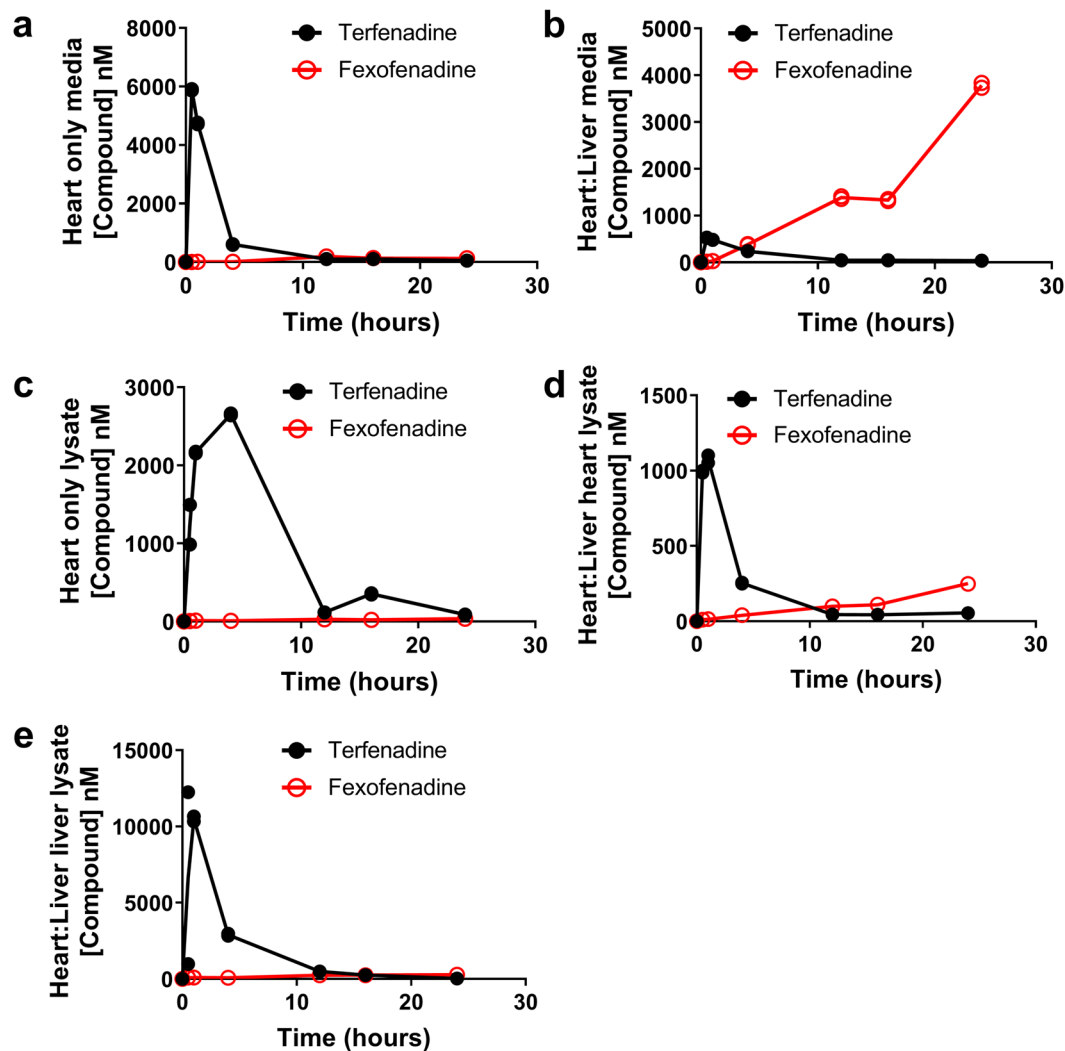 a
Heart only media
[Compound] nM
8000
6000
4000
2000
0
0 10 20 30
Time (hours)
Terfenadine
Fexofenadine
b
Heart:Liver media
[Compound] nM
5000
4000
3000
2000
1000
0
0 10 20 30
Time (hours)
Terfenadine
Fexofenadine
c
Heart only lysate
[Compound] nM
3000
2000
1000
0
0 10 20 30
Time (hours)
Terfenadine
Fexofenadine
d
Heart:Liver heart lysate
[Compound] nM
1500
1000
500
0
0 10 20 30
Time (hours)
Terfenadine
Fexofenadine
e
Heart:Liver liver lysate
[Compound] nM
15000
10000
5000
0
0 10 20 30
Time (hours)
Terfenadine
Fexofenadine